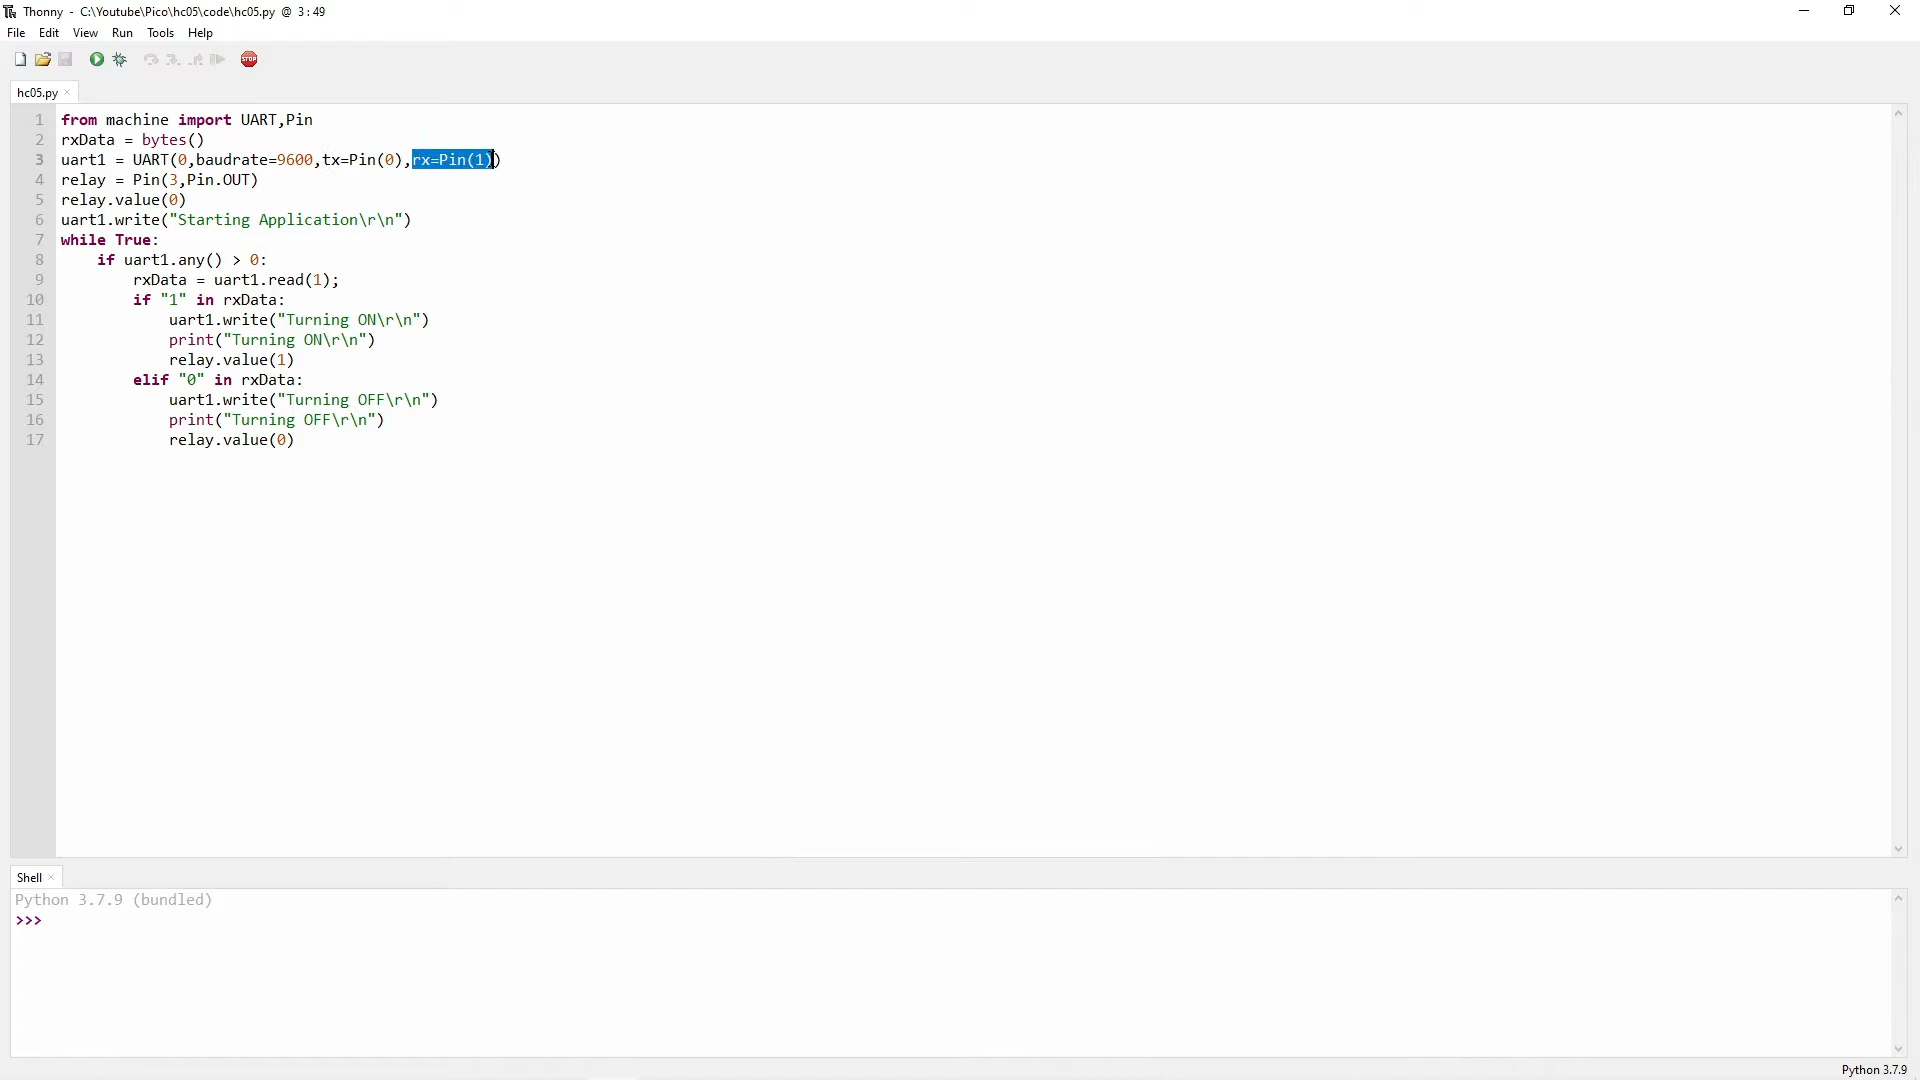 Thonny - C:\Youtube\Pico\hc05\code\hc05.py @ 3:49
File Edit View Run Tools Help
STOP
hc05.py
1 from machine import UART,Pin
2 rxData = bytes()
3 uart1 = UART(0,baudrate=9600,tx=Pin(0),rx=Pin(1))
4 relay = Pin(3,Pin.OUT)
5 relay.value(0)
6 uart1.write("Starting Application\r\n")
7 while True:
8     if uart1.any() > 0:
9         rxData = uart1.read(1);
10         if "1" in rxData:
11             uart1.write("Turning ON\r\n")
12             print("Turning ON\r\n")
13             relay.value(1)
14         elif "0" in rxData:
15             uart1.write("Turning OFF\r\n")
16             print("Turning OFF\r\n")
17             relay.value(0)
Shell
Python 3.7.9 (bundled)
>>>
Python 3.7.9